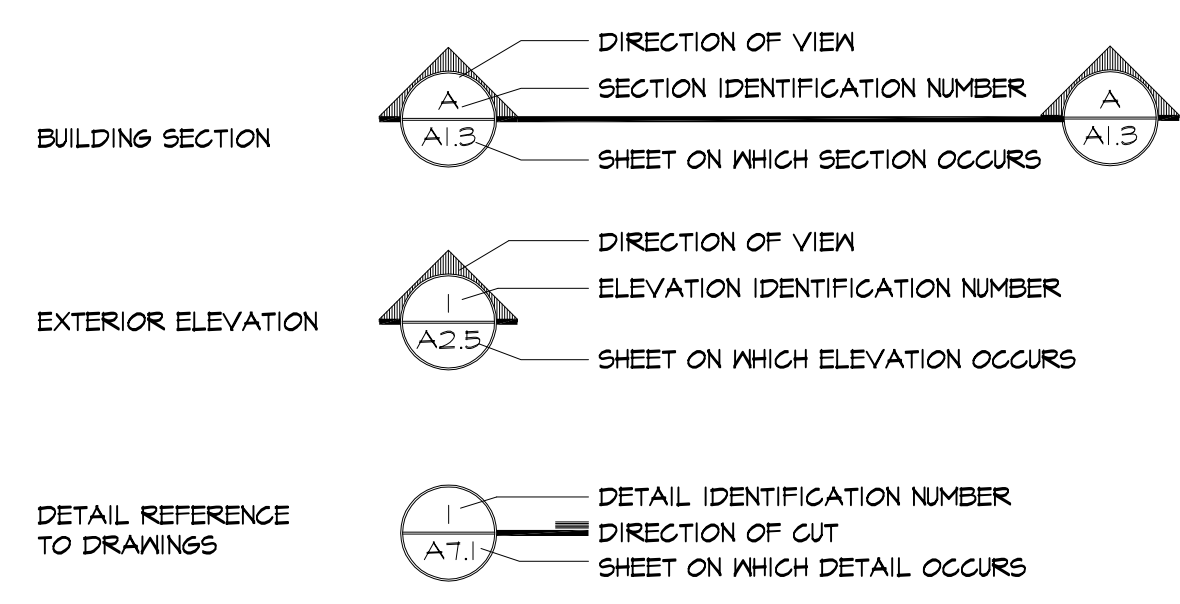 DIRECTION OF VIEW
A
SECTION IDENTIFICATION NUMBER
A
BUILDING SECTION
A1.3
SHEET ON WHICH SECTION OCCURS
A1.3
DIRECTION OF VIEW
1
ELEVATION IDENTIFICATION NUMBER
EXTERIOR ELEVATION
A2.5
SHEET ON WHICH ELEVATION OCCURS
DETAIL REFERENCE
TO DRAWINGS
1
DETAIL IDENTIFICATION NUMBER
DIRECTION OF CUT
A7.1
SHEET ON WHICH DETAIL OCCURS